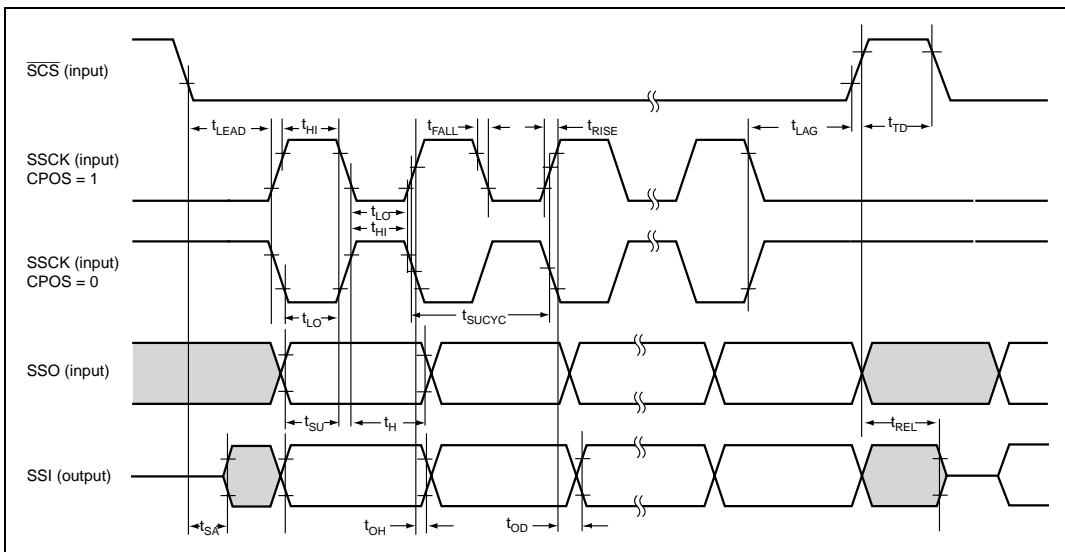 SCS (input)
tLEAD
tHI
tFALL
tRISE
tLAG
tTD
SSCK (input)
CPOS = 1
tLO
tHI
SSCK (input)
CPOS = 0
tLO
tSUCYC
SSO (input)
tSU
tH
tREL
SSI (output)
tSA
tOH
tOD